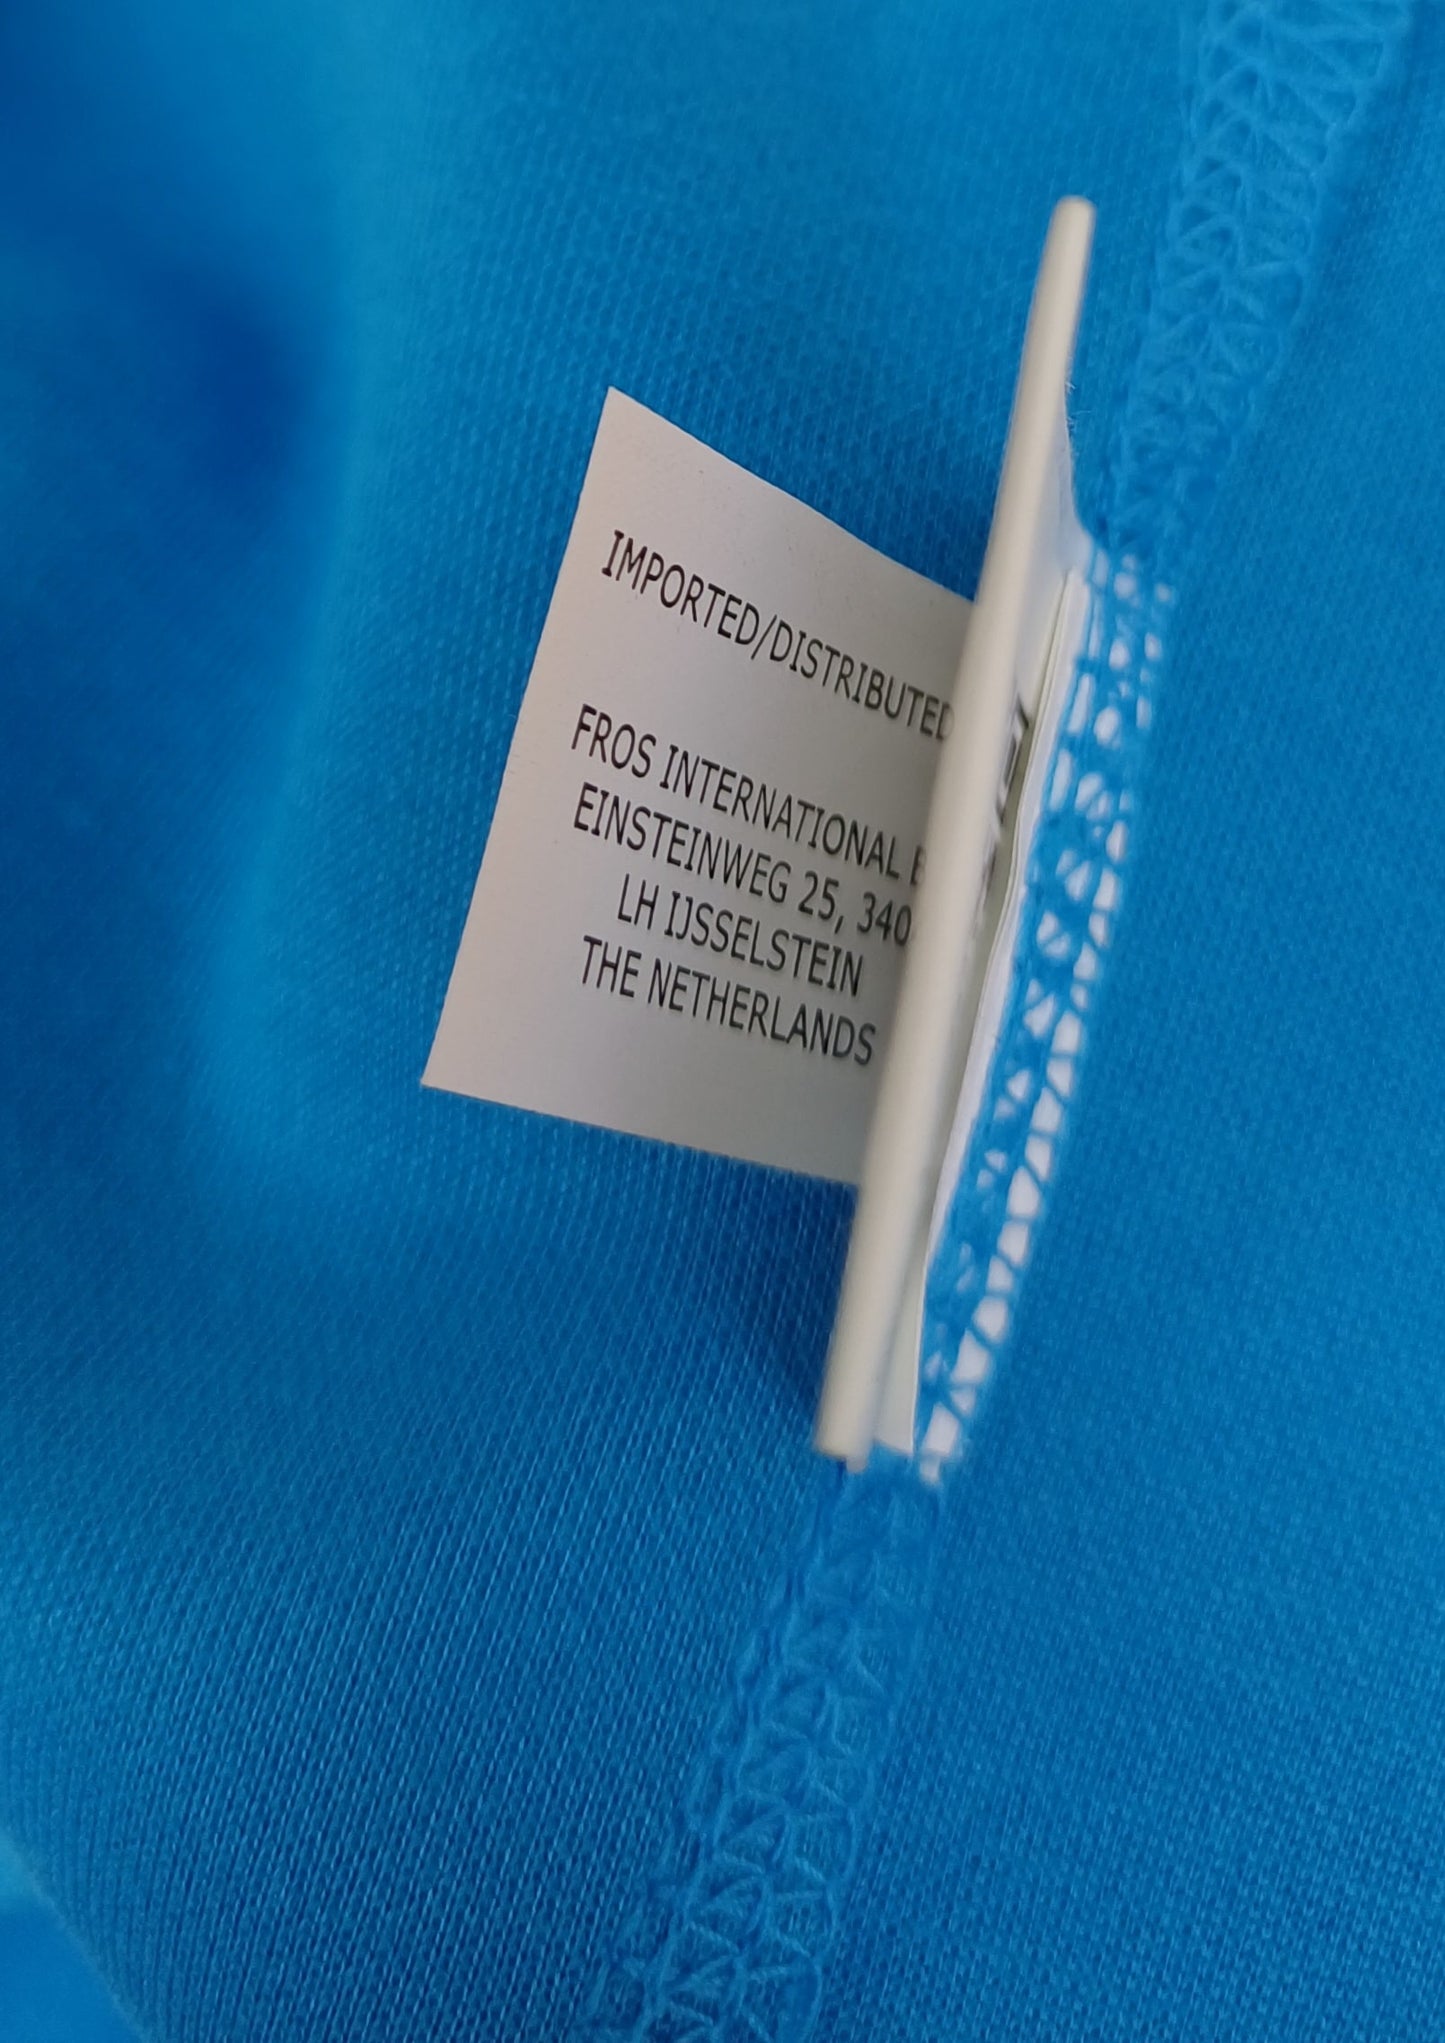 IMPORTED/DISTRIBUTED
FROS INTERNATIONAL
EINSTEINWEG 25,
LH IJSSELSTEIN
THE NETHERLANDS